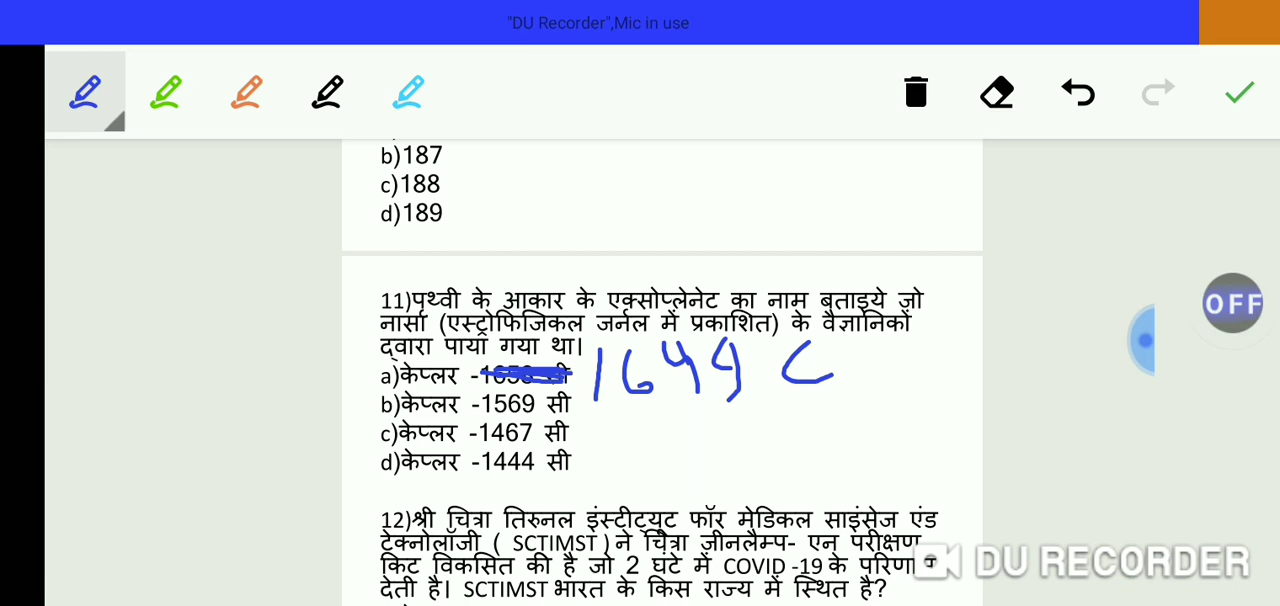 "DU Recorder",Mic in use
b)187
c)188
d)189
11)पृथ्वी के आकार के एक्सोप्लेनेट का नाम बताइये जो
नासा (एस्ट्रोफिजिकल जर्नल में प्रकाशित) के वैज्ञानिकों
द्वारा पाया गया था।
a)केप्लर - 1649 C
b)केप्लर -1569 सी
c)केप्लर -1467 सी
d)केप्लर -1444 सी
12)श्री चित्रा तिरुनल इंस्टीट्यूट फॉर मेडिकल साइंसेज एंड
टेक्नोलॉजी ( SCTIMST ) ने चित्रा जीनलैम्प- एन परीक्षण
किट विकसित की है जो 2 घंटे में COVID -19 के परिणाम
देती है। SCTIMST भारत के किस राज्य में स्थित है?
OFF
DU RECORDER